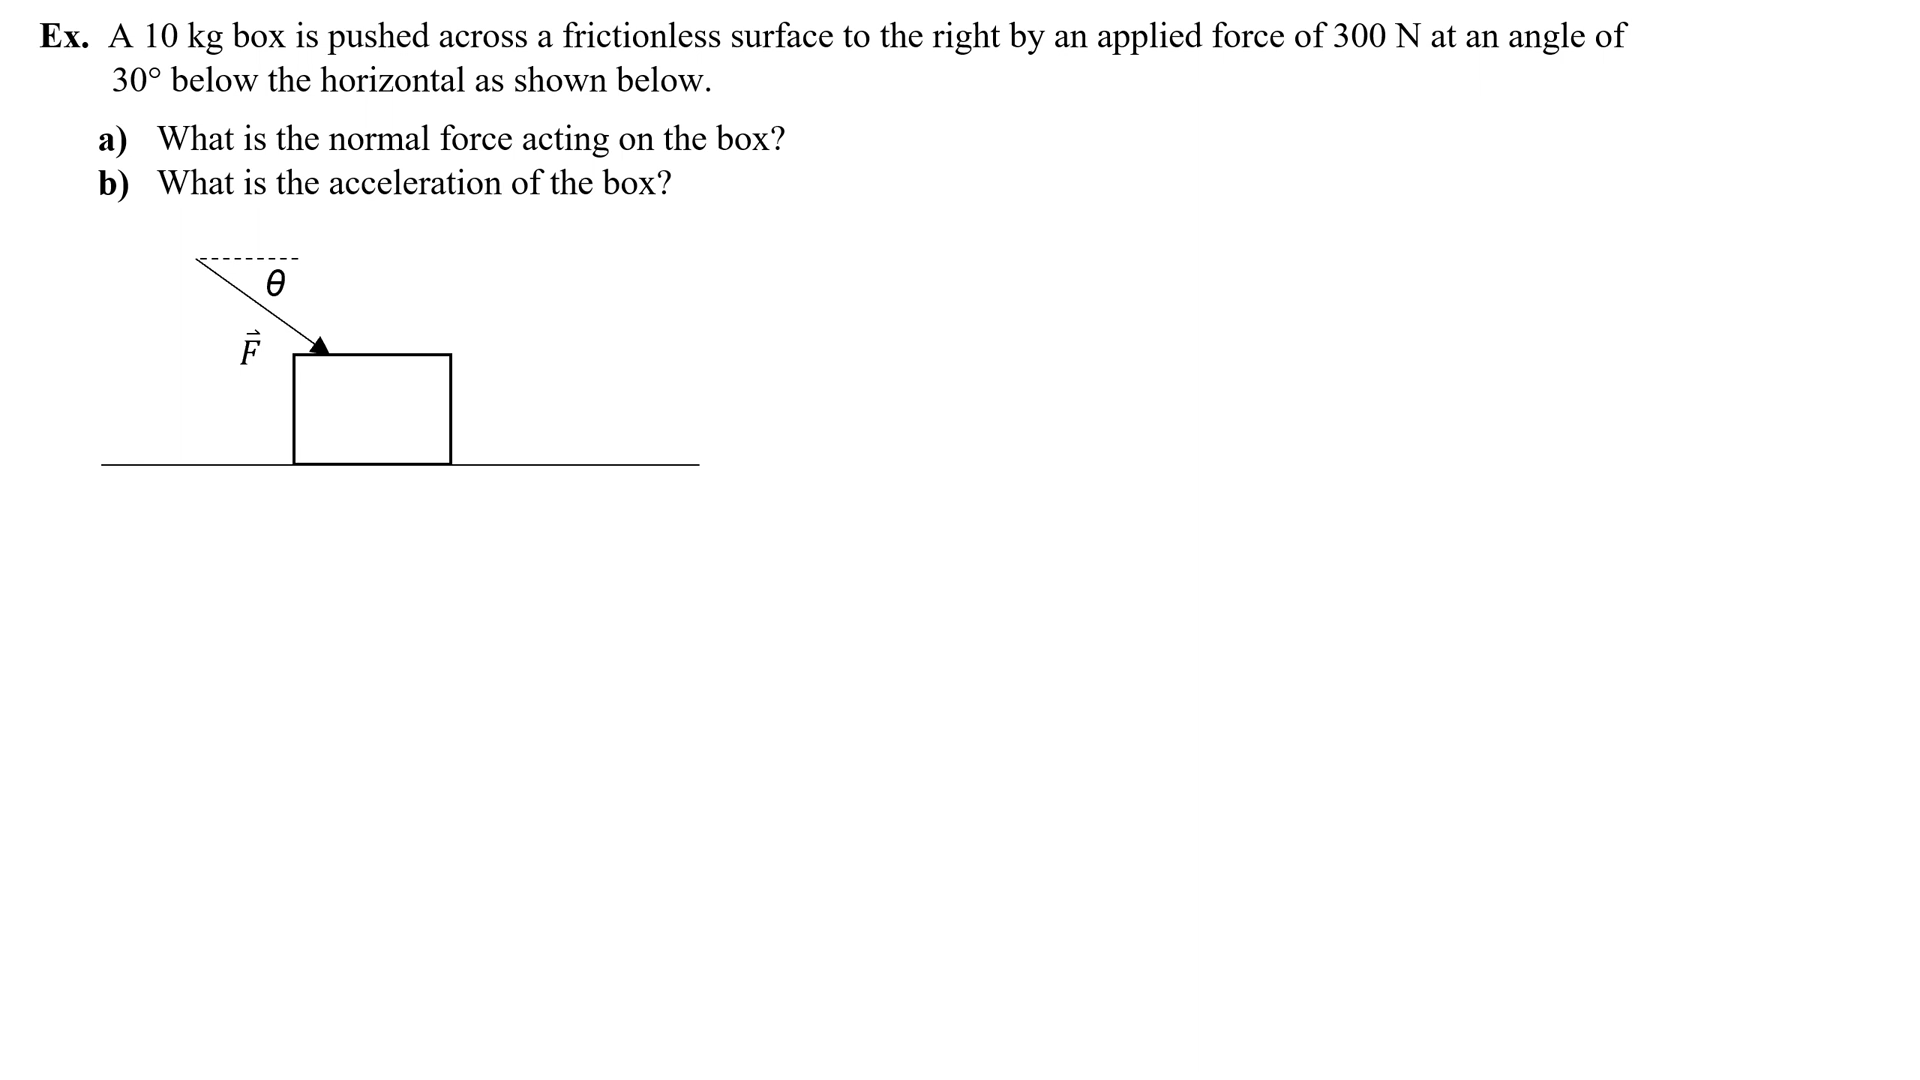 Ex. A 10 kg box is pushed across a frictionless surface to the right by an applied force of 300 N at an angle of
30° below the horizontal as shown below.
a) What is the normal force acting on the box?
b) What is the acceleration of the box?
θ
F⃗